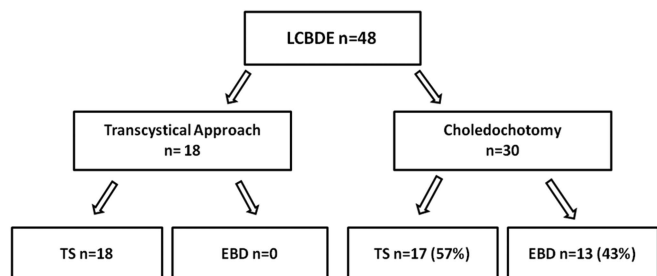 LCBDE n=48
Transcystical Approach
n= 18
Choledochotomy
n=30
TS n=18
EBD n=0
TS n=17 (57%)
EBD n=13 (43%)